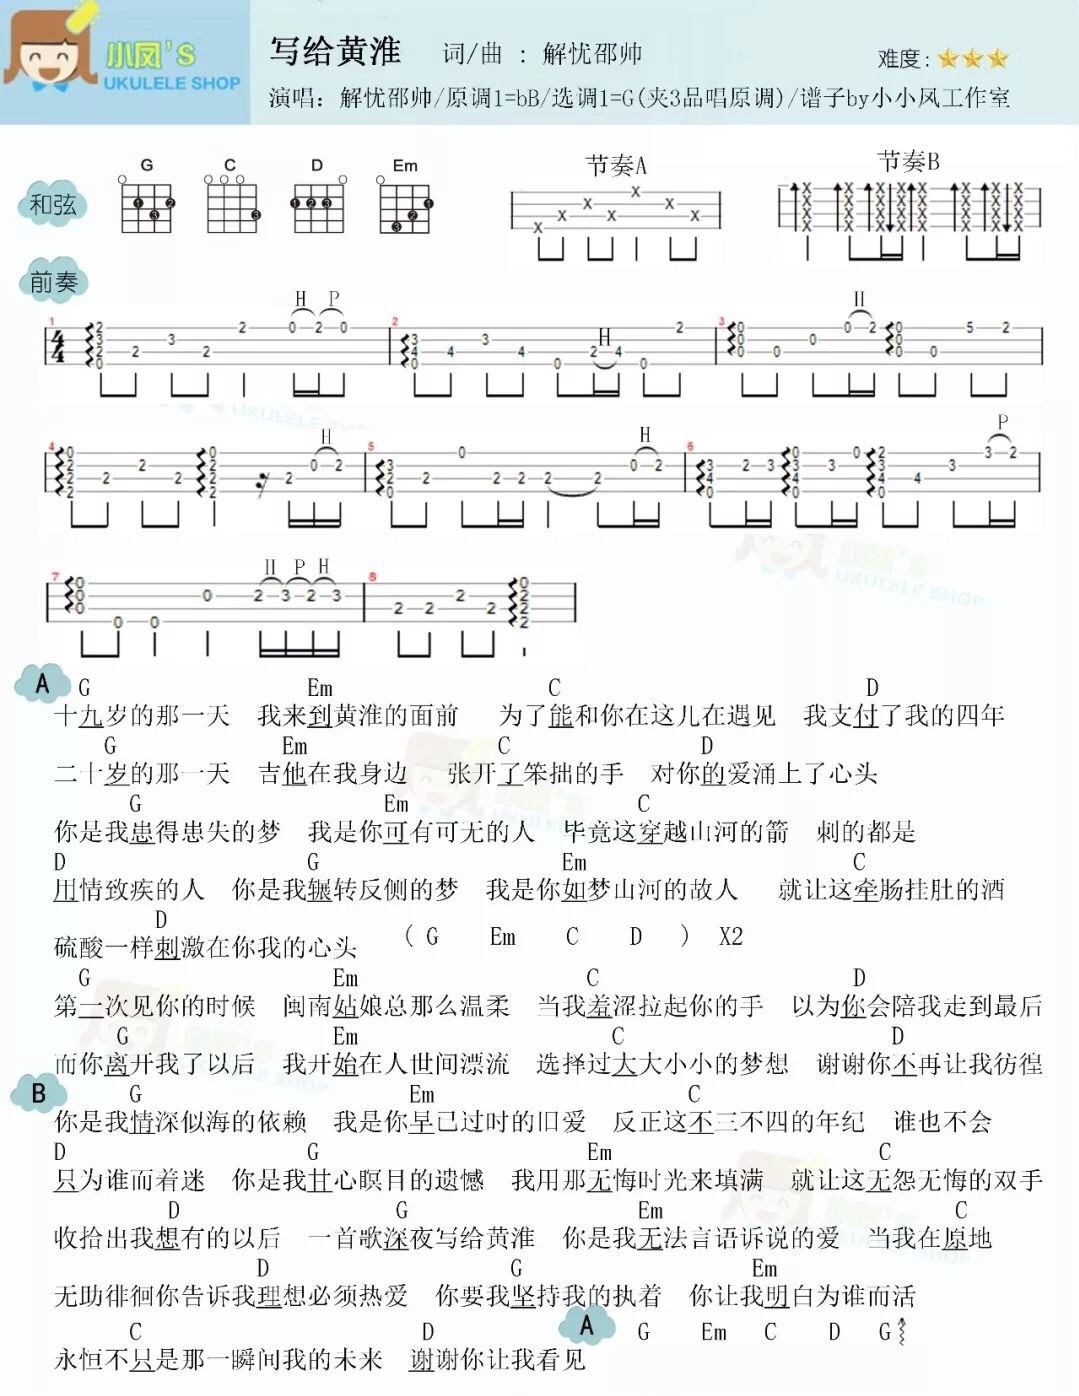 小凤'S
UKULELE SHOP
写给黄淮 词/曲 : 解忧邵帅 难度:
演唱: 解忧邵帅/原调1=bB/选调1=G(夹3品唱原调)/谱子by小小凤工作室
和弦 G C D Em 节奏A 节奏B
前奏
1 H P 2 H 3 H
4 H 5 H 6 P
7 H P H 8
A G Em C D
十九岁的那一天 我来到黄淮的面前 为了能和你在这儿在遇见 我支付了我的四年
G Em C D
二十岁的那一天 吉他在我身边 张开了笨拙的手 对你的爱涌上了心头
G Em C
你是我患得患失的梦 我是你可有可无的人 毕竟这穿越山河的箭 刺的都是
D G Em C
用情致疾的人 你是我辗转反侧的梦 我是你如梦山河的故人 就让这牵肠挂肚的酒
D
硫酸一样刺激在你我的心头 ( G Em C D ) X2
G Em C D
第一次见你的时候 闽南姑娘总那么温柔 当我羞涩拉起你的手 以为你会陪我走到最后
G Em C D
而你离开我了以后 我开始在人世间漂流 选择过大大小小的梦想 谢谢你不再让我彷徨
B G Em C
你是我情深似海的依赖 我是你早已过时的旧爱 反正这不三不四的年纪 谁也不会
D G Em C
只为谁而着迷 你是我甘心瞑目的遗憾 我用那无悔时光来填满 就让这无怨无悔的双手
D G Em C
收拾出我想有的以后 一首歌深夜写给黄淮 你是我无法言语诉说的爱 当我在原地
D G Em
无助徘徊你告诉我理想必须热爱 你要我坚持我的执着 你让我明白为谁而活
C D A G Em C D G
永恒不只是那一瞬间我的未来 谢谢你让我看见